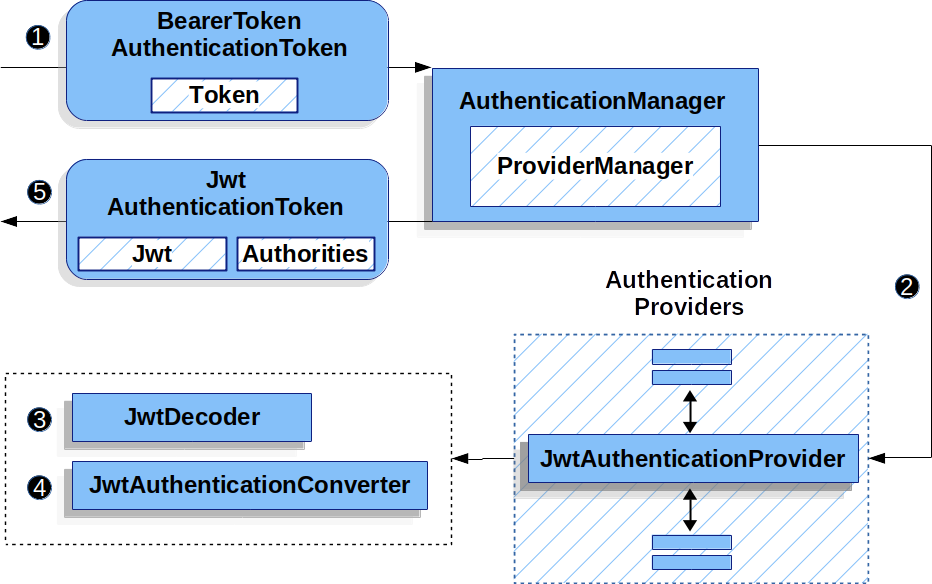 1
BearerToken
AuthenticationToken
Token
AuthenticationManager
ProviderManager
5
Jwt
AuthenticationToken
Jwt
Authorities
Authentication
Providers
2
3
JwtDecoder
4
JwtAuthenticationConverter
JwtAuthenticationProvider